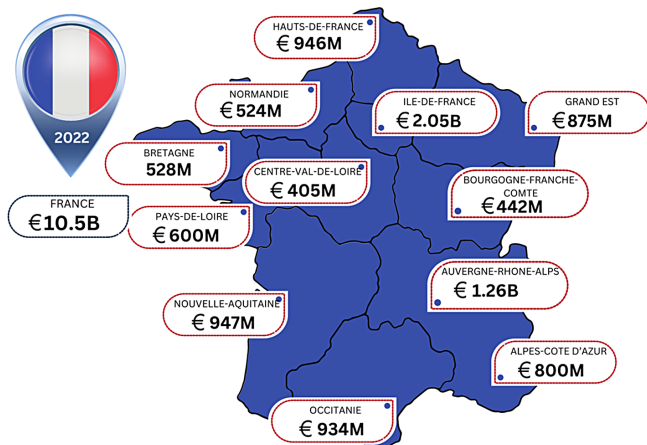 HAUTS-DE-FRANCE
€ 946M
2022
NORMANDIE
€ 524M
ILE-DE-FRANCE
€ 2.05B
GRAND EST
€ 875M
BRETAGNE
528M
CENTRE-VAL-DE-LOIRE
€ 405M
BOURGOGNE-FRANCHE-
COMTE
€ 442M
FRANCE
€ 10.5B
PAYS-DE-LOIRE
€ 600M
AUVERGNE-RHONE-ALPS
€ 1.26B
NOUVELLE-AQUITAINE
€ 947M
ALPES-COTE D'AZUR
€ 800M
OCCITANIE
€ 934M